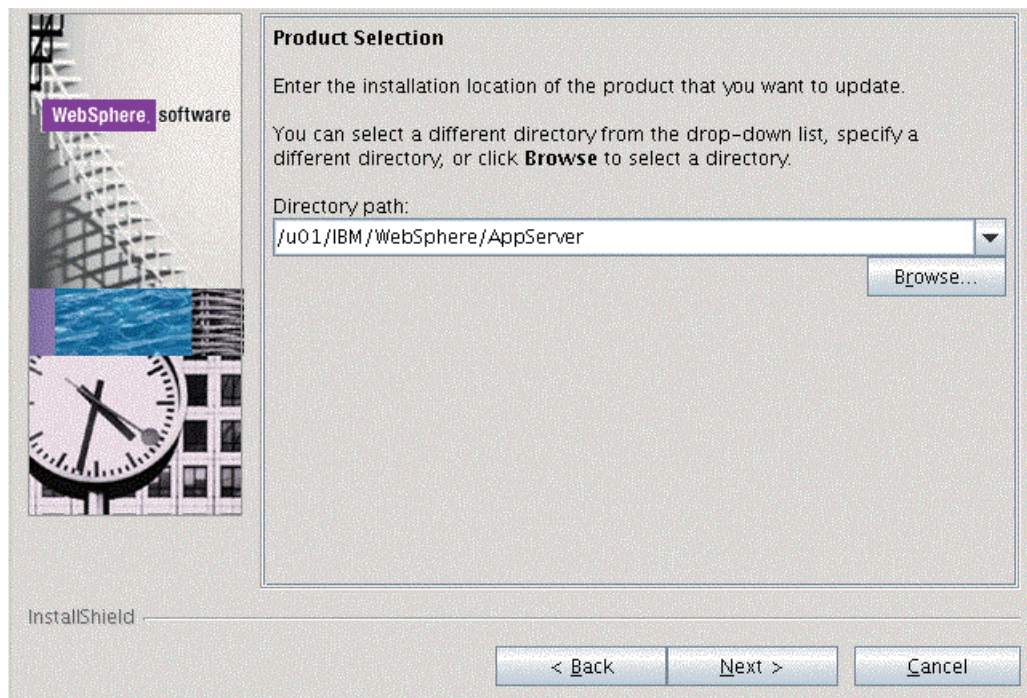 WebSphere. software
Product Selection
Enter the installation location of the product that you want to update.
You can select a different directory from the drop-down list, specify a
different directory, or click Browse to select a directory.
Directory path:
/u01/IBM/WebSphere/AppServer
Browse...
InstallShield
< Back
Next >
Cancel